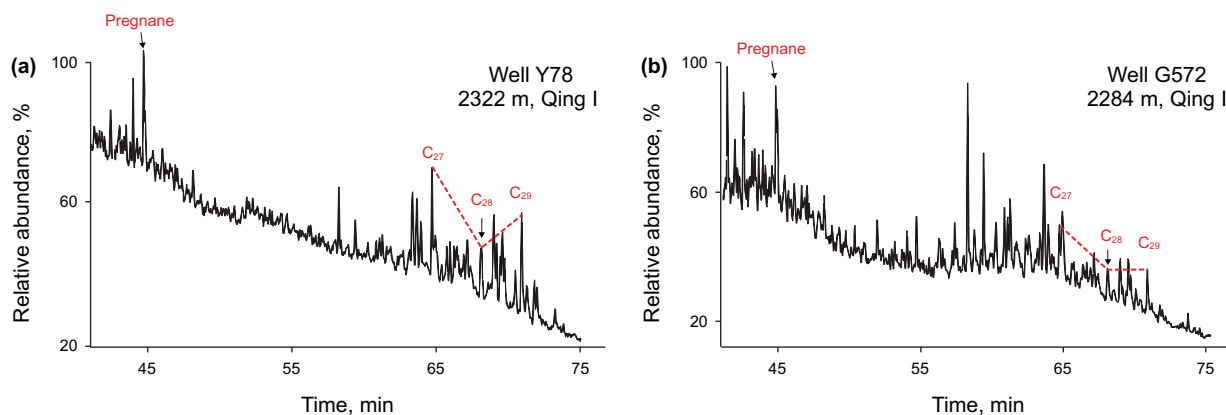 (a)
Pregnane
Well Y78
2322 m, Qing I
C₂₇
C₂₈
C₂₉
100
60
20
Relative abundance, %
45
55
65
75
Time, min
(b)
Pregnane
Well G572
2284 m, Qing I
C₂₇
C₂₈
C₂₉
100
60
20
Relative abundance, %
45
55
65
75
Time, min